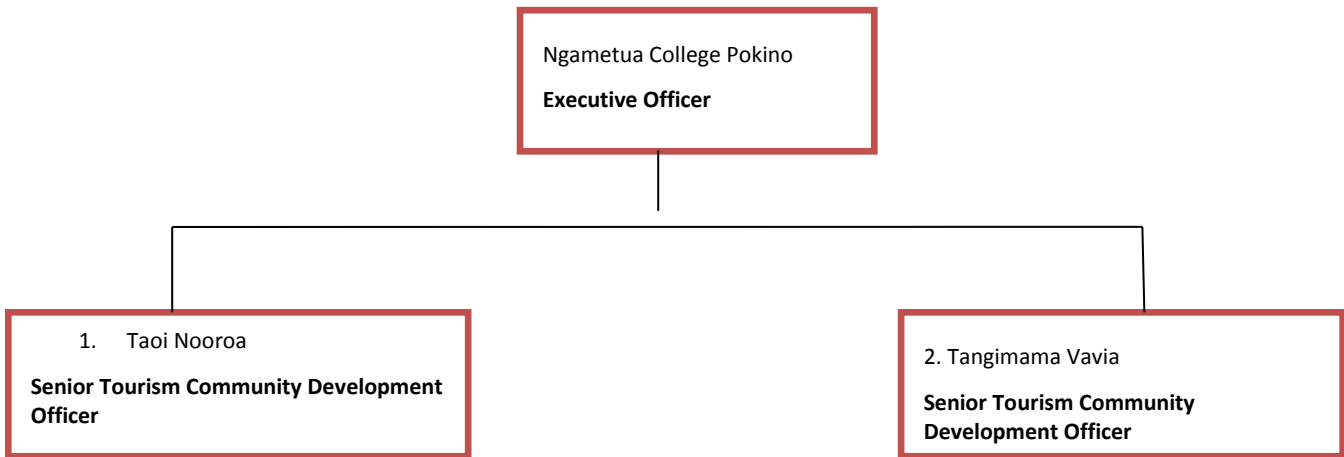 Ngametua College Pokino
Executive Officer
1. Taoi Nooroa
Senior Tourism Community Development
Officer
2. Tangimama Vavia
Senior Tourism Community
Development Officer